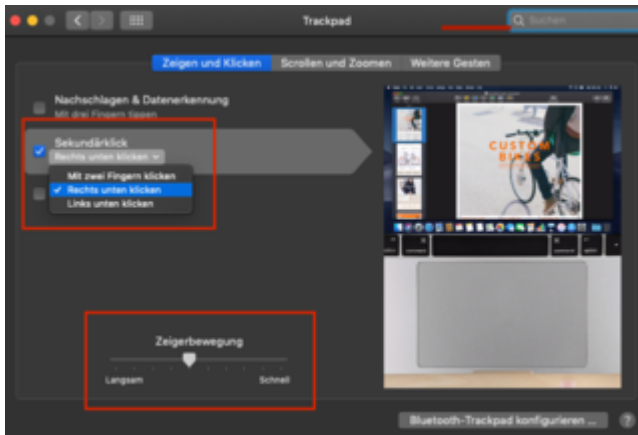 Trackpad
Suchen
Zeigen und Klicken
Scrollen und Zoomen
Weitere Gesten
Nachschlagen & Datenerkennung
Mit drei Fingern tippen
Sekundärklick
Rechts unten klicken
Mit zwei Fingern klicken
✓ Rechts unten klicken
Links unten klicken
CUSTOM
BIKES
Zeigerbewegung
Langsam
Schnell
Bluetooth-Trackpad konfigurieren ...
?